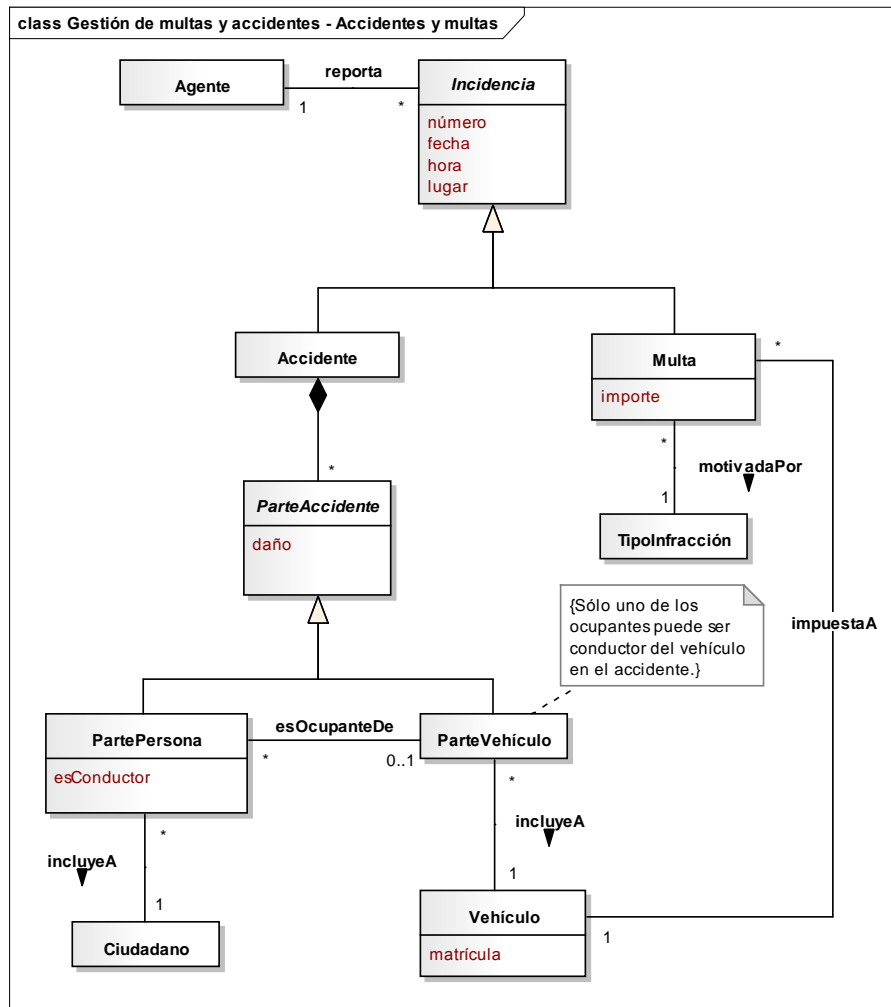 class Gestión de multas y accidentes - Accidentes y multas
Agente
reporta
1
*
Incidencia
número
fecha
hora
lugar
Accidente
*
ParteAccidente
daño
Multa
importe
*
*
motivadaPor
1
TipoInfracción
impuestaA
{Sólo uno de los
ocupantes puede ser
conductor del vehículo
en el accidente.}
PartePersona
esConductor
esOcupanteDe
*
0..1
ParteVehículo
*
incluyeA
1
Ciudadano
*
incluyeA
1
Vehículo
matrícula
1